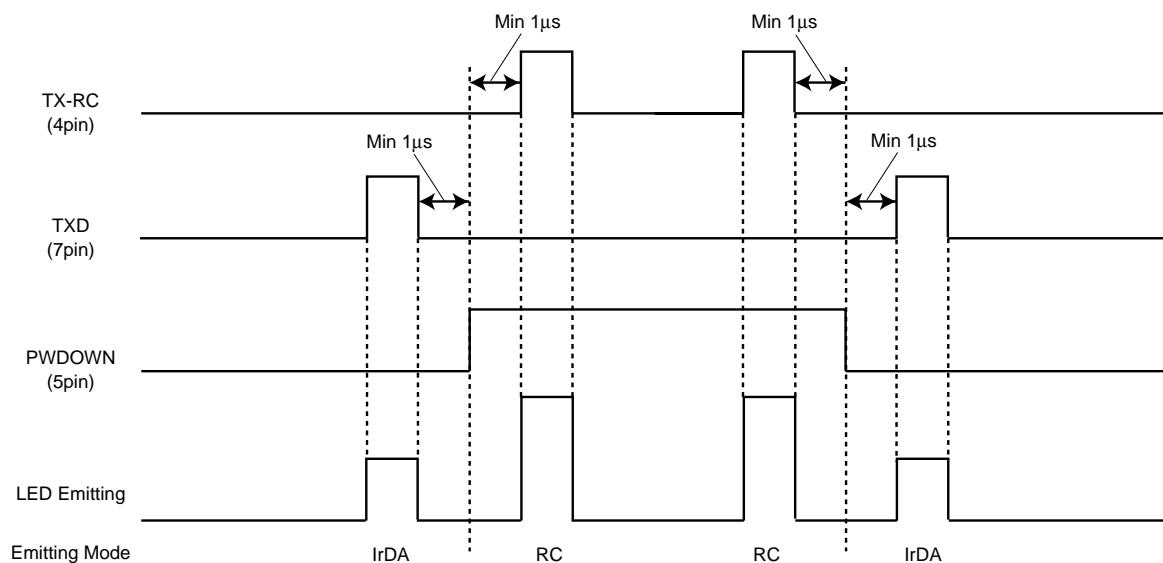 Min 1μs
Min 1μs
TX-RC
(4pin)
Min 1μs
Min 1μs
TXD
(7pin)
PWDOWN
(5pin)
LED Emitting
Emitting Mode
IrDA
RC
RC
IrDA